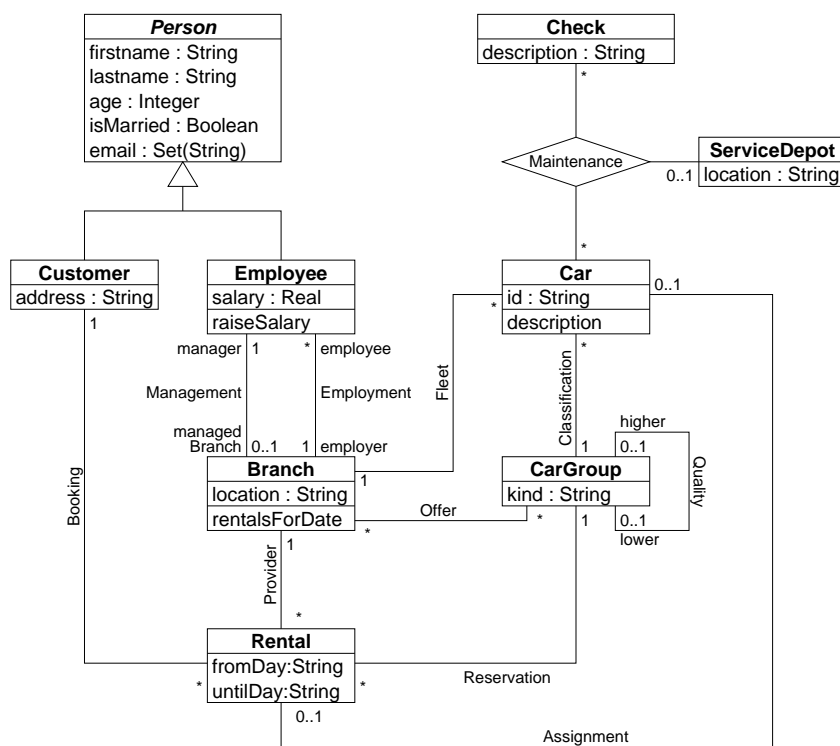 Person
firstname : String
lastname : String
age : Integer
isMarried : Boolean
email : Set(String)
Check
description : String
*
Maintenance
0..1
ServiceDepot
location : String
*
Customer
address : String
1
Employee
salary : Real
raiseSalary
Car
id : String
description
0..1
*
*
manager
1
*
employee
Management
Employment
managed
Branch
0..1
1
employer
Fleet
Classification
1
higher
0..1
Quality
Branch
location : String
rentalsForDate
1
Offer
*
*
CarGroup
kind : String
0..1
lower
1
1
Booking
Provider
*
Rental
fromDay:String
untilDay:String
*
*
Reservation
0..1
Assignment